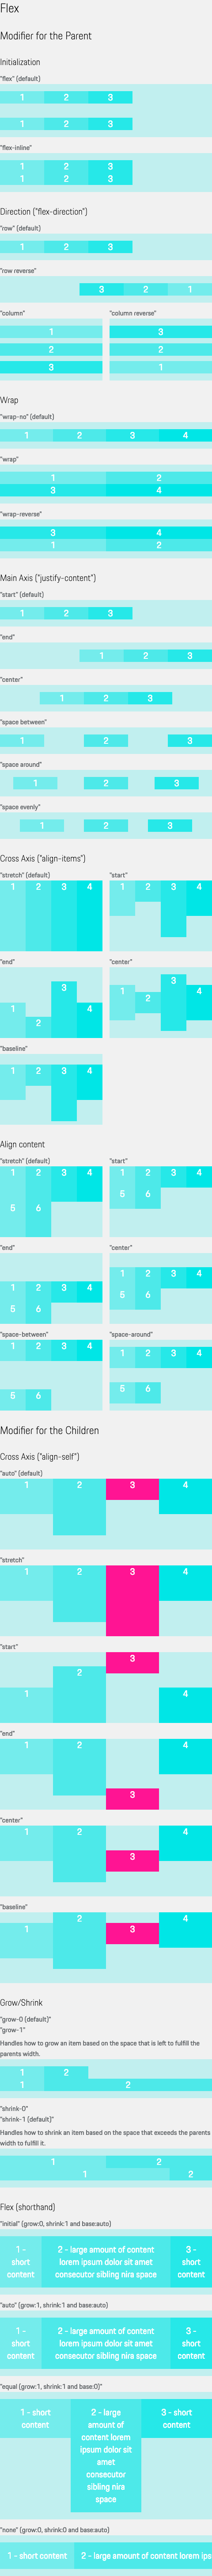 Flex
Modifier for the Parent
Initialization
"flex" (default)
1 2 3
1 2 3
"flex-inline"
1 2 3
1 2 3
Direction ("flex-direction")
"row" (default)
1 2 3
"row reverse"
3 2 1
"column"
1
2
3
"column reverse"
3
2
1
Wrap
"wrap-no" (default)
1 2 3 4
"wrap"
1 2
3 4
"wrap-reverse"
3 4
1 2
Main Axis ("justify-content")
"start" (default)
1 2 3
"end"
1 2 3
"center"
1 2 3
"space between"
1 2 3
"space around"
1 2 3
"space evenly"
1 2 3
Cross Axis ("align-items")
"stretch" (default)
1 2 3 4
"start"
1 2 3 4
"end"
1 2 3 4
"center"
1 2 3 4
"baseline"
1 2 3 4
Align content
"stretch" (default)
1 2 3 4
5 6
"start"
1 2 3 4
5 6
"end"
1 2 3 4
5 6
"center"
1 2 3 4
5 6
"space-between"
1 2 3 4
5 6
"space-around"
1 2 3 4
5 6
Modifier for the Children
Cross Axis ("align-self")
"auto" (default)
1 2 3 4
"stretch"
1 2 3 4
"start"
1 2 3 4
"end"
1 2 3 4
"center"
1 2 3 4
"baseline"
1 2 3 4
Grow/Shrink
"grow-0 (default)"
"grow-1"
Handles how to grow an item based on the space that is left to fulfill the
parents width.
1 2
1 2
"shrink-0"
"shrink-1 (default)"
Handles how to shrink an item based on the space that exceeds the parents
width to fulfill it.
1 2
1 2
Flex (shorthand)
"initial" (grow:0, shrink:1 and base:auto)
1 -
short
content
2 - large amount of content
lorem ipsum dolor sit amet
consecutor sibling nira space
3 -
short
content
"auto" (grow:1, shrink:1 and base:auto)
1 -
short
content
2 - large amount of content
lorem ipsum dolor sit amet
consecutor sibling nira space
3 -
short
content
"equal (grow:1, shrink:1 and base:0)"
1 - short
content
2 - large
amount of
content lorem
ipsum dolor sit
amet
consecutor
sibling nira
space
3 - short
content
"none" (grow:0, shrink:0 and base:auto)
1 - short content
2 - large amount of content lorem ips